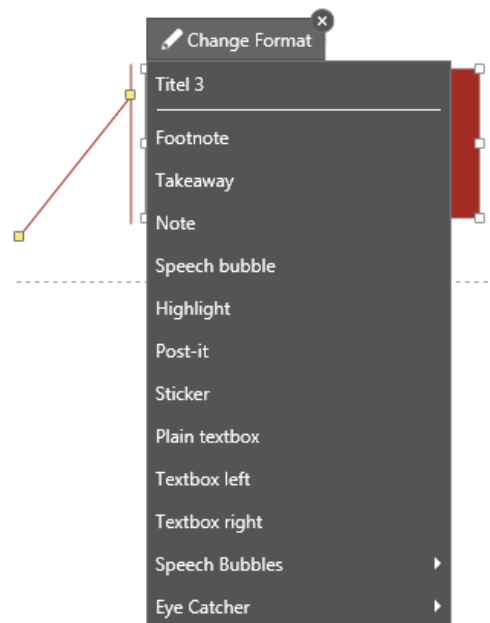 Change Format
Titel 3
Footnote
Takeaway
Note
Speech bubble
Highlight
Post-it
Sticker
Plain textbox
Textbox left
Textbox right
Speech Bubbles
Eye Catcher